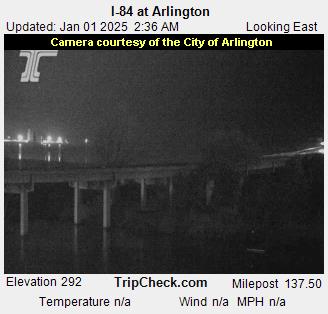 I-84 at Arlington
Updated: Jan 01 2025 2:36 AM Looking East
Camera courtesy of the City of Arlington
Elevation 292 TripCheck.com Milepost 137.50
Temperature n/a Wind n/a MPH n/a